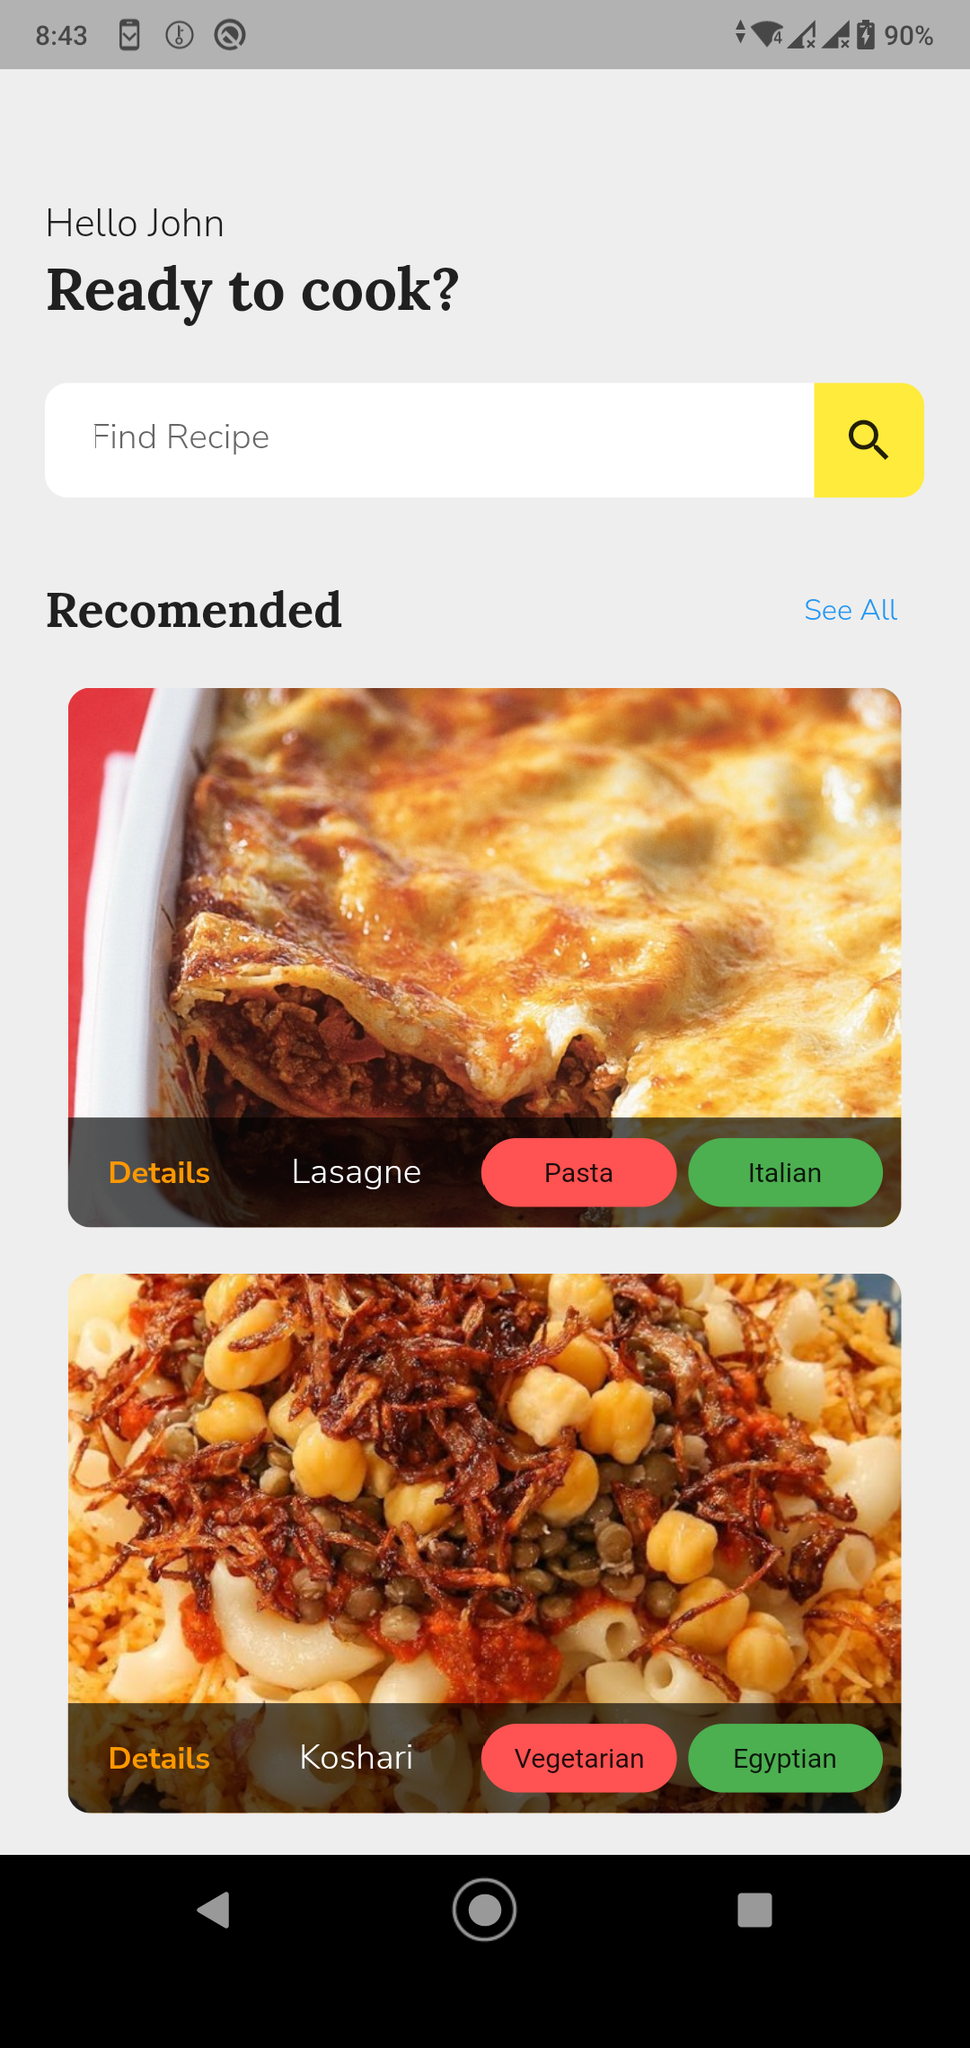 8:43 4 90%
Hello John
Ready to cook?
Find Recipe
Recomended See All
Details Lasagne Pasta Italian
Details Koshari Vegetarian Egyptian